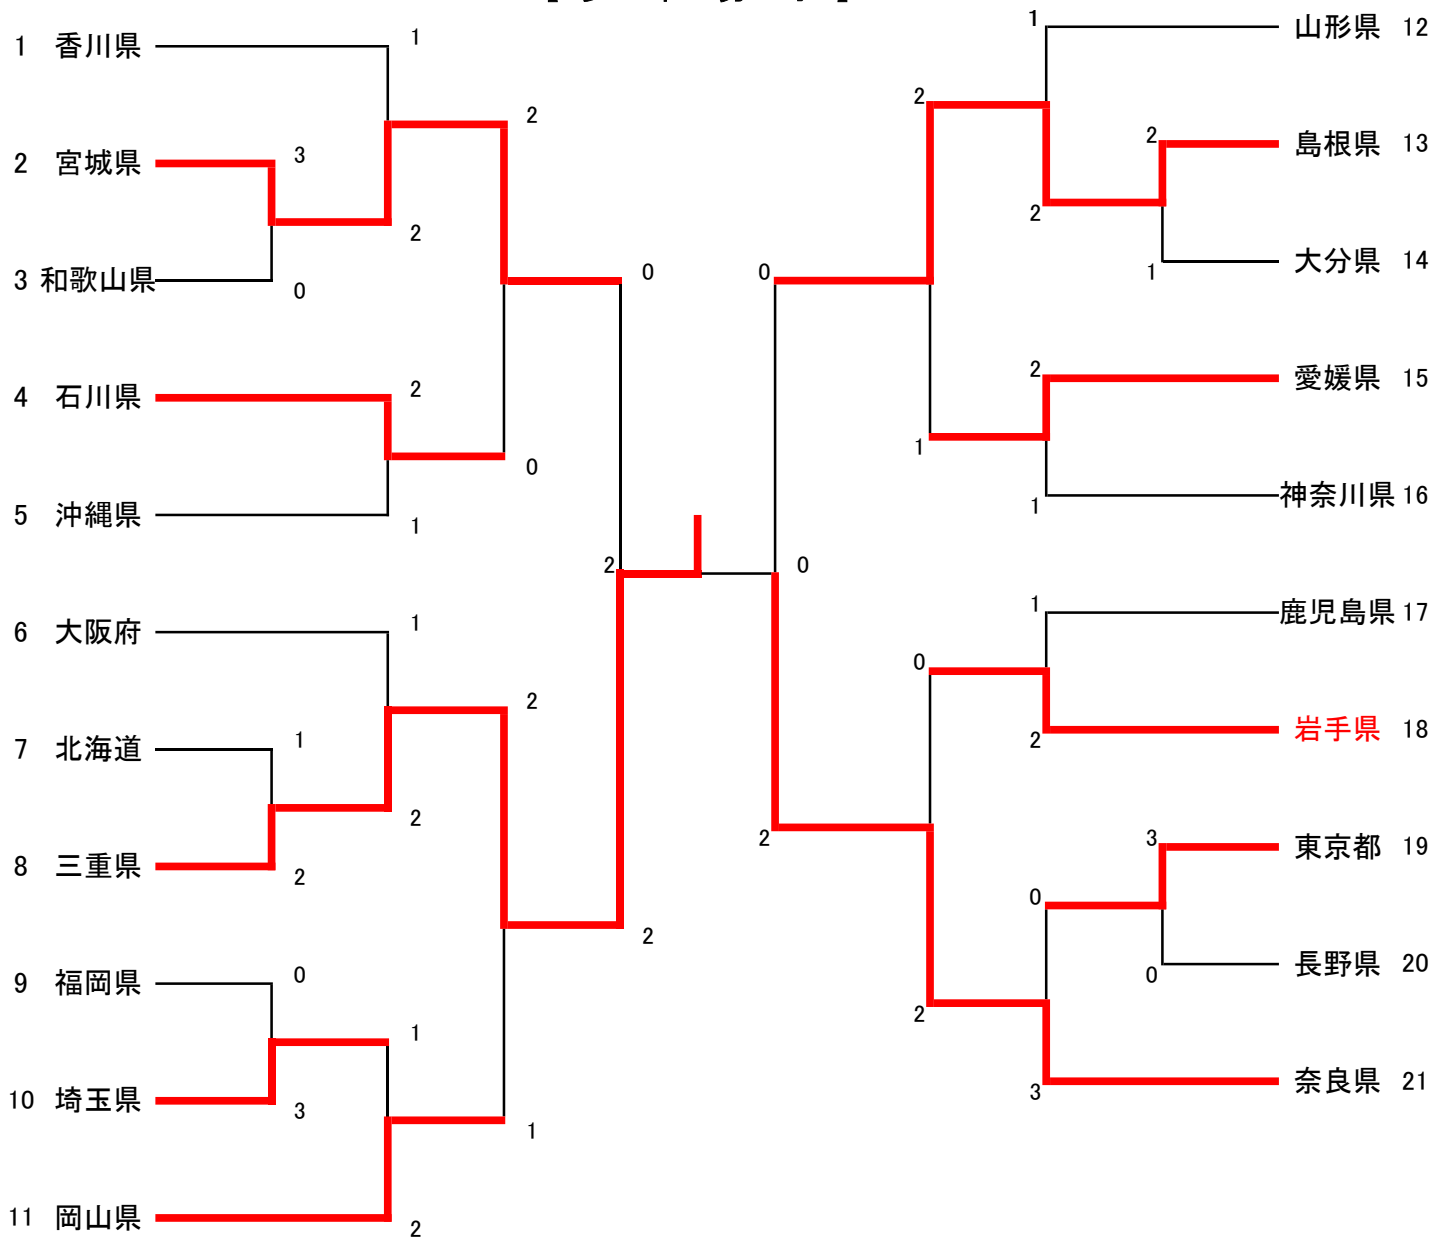 1 香川県
1
2 宮城県
3
2
3 和歌山県
0
2
4 石川県
2
0
5 沖縄県
1
0
6 大阪府
1
7 北海道
1
2
8 三重県
2
2
9 福岡県
0
2
10 埼玉県
3
1
11 岡山県
2
1
2
山形県 12
1
島根県 13
2
2
大分県 14
1
2
愛媛県 15
2
0
神奈川県 16
1
1
鹿児島県 17
1
岩手県 18
2
0
東京都 19
3
0
長野県 20
0
2
奈良県 21
3
2
0